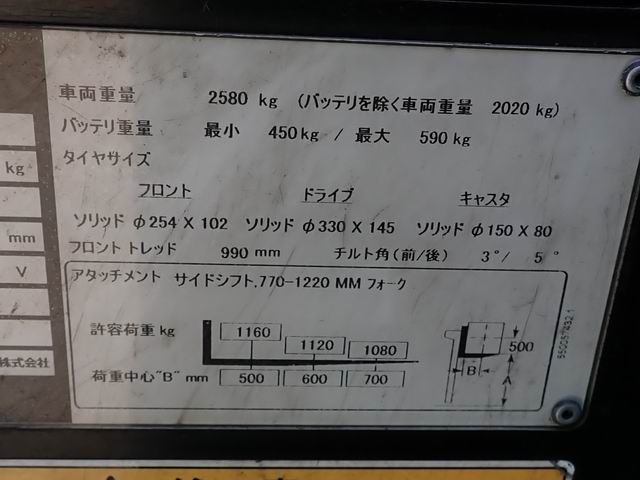 車両重量 2580 kg (バッテリを除く車両重量 2020 kg)
バッテリ重量 最小 450kg / 最大 590kg
タイヤサイズ
フロント ドライブ キャスタ
ソリッド φ254 X 102 ソリッド φ330 X 145 ソリッド φ150 X 80
フロント トレッド 990 mm チルト角(前/後) 3°/ 5°
アタッチメント サイドシフト,770-1220 MM フォーク
許容荷重 kg 1160 1120 1080
荷重中心"B" mm 500 600 700
500
B
A
kg
mm
V
株式会社